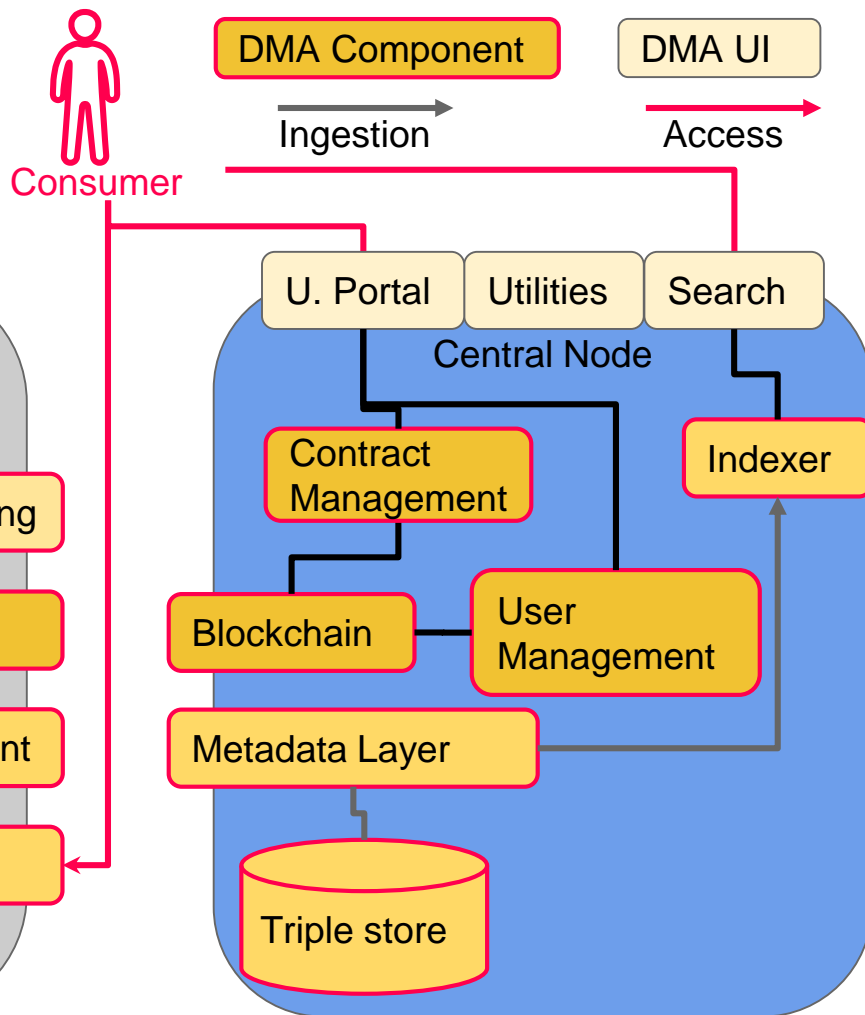 DMA Component
DMA UI
Ingestion
Access
Consumer
U. Portal
Utilities
Search
Central Node
Contract
Management
Indexer
ng
Blockchain
User
Management
nt
Metadata Layer
Triple store